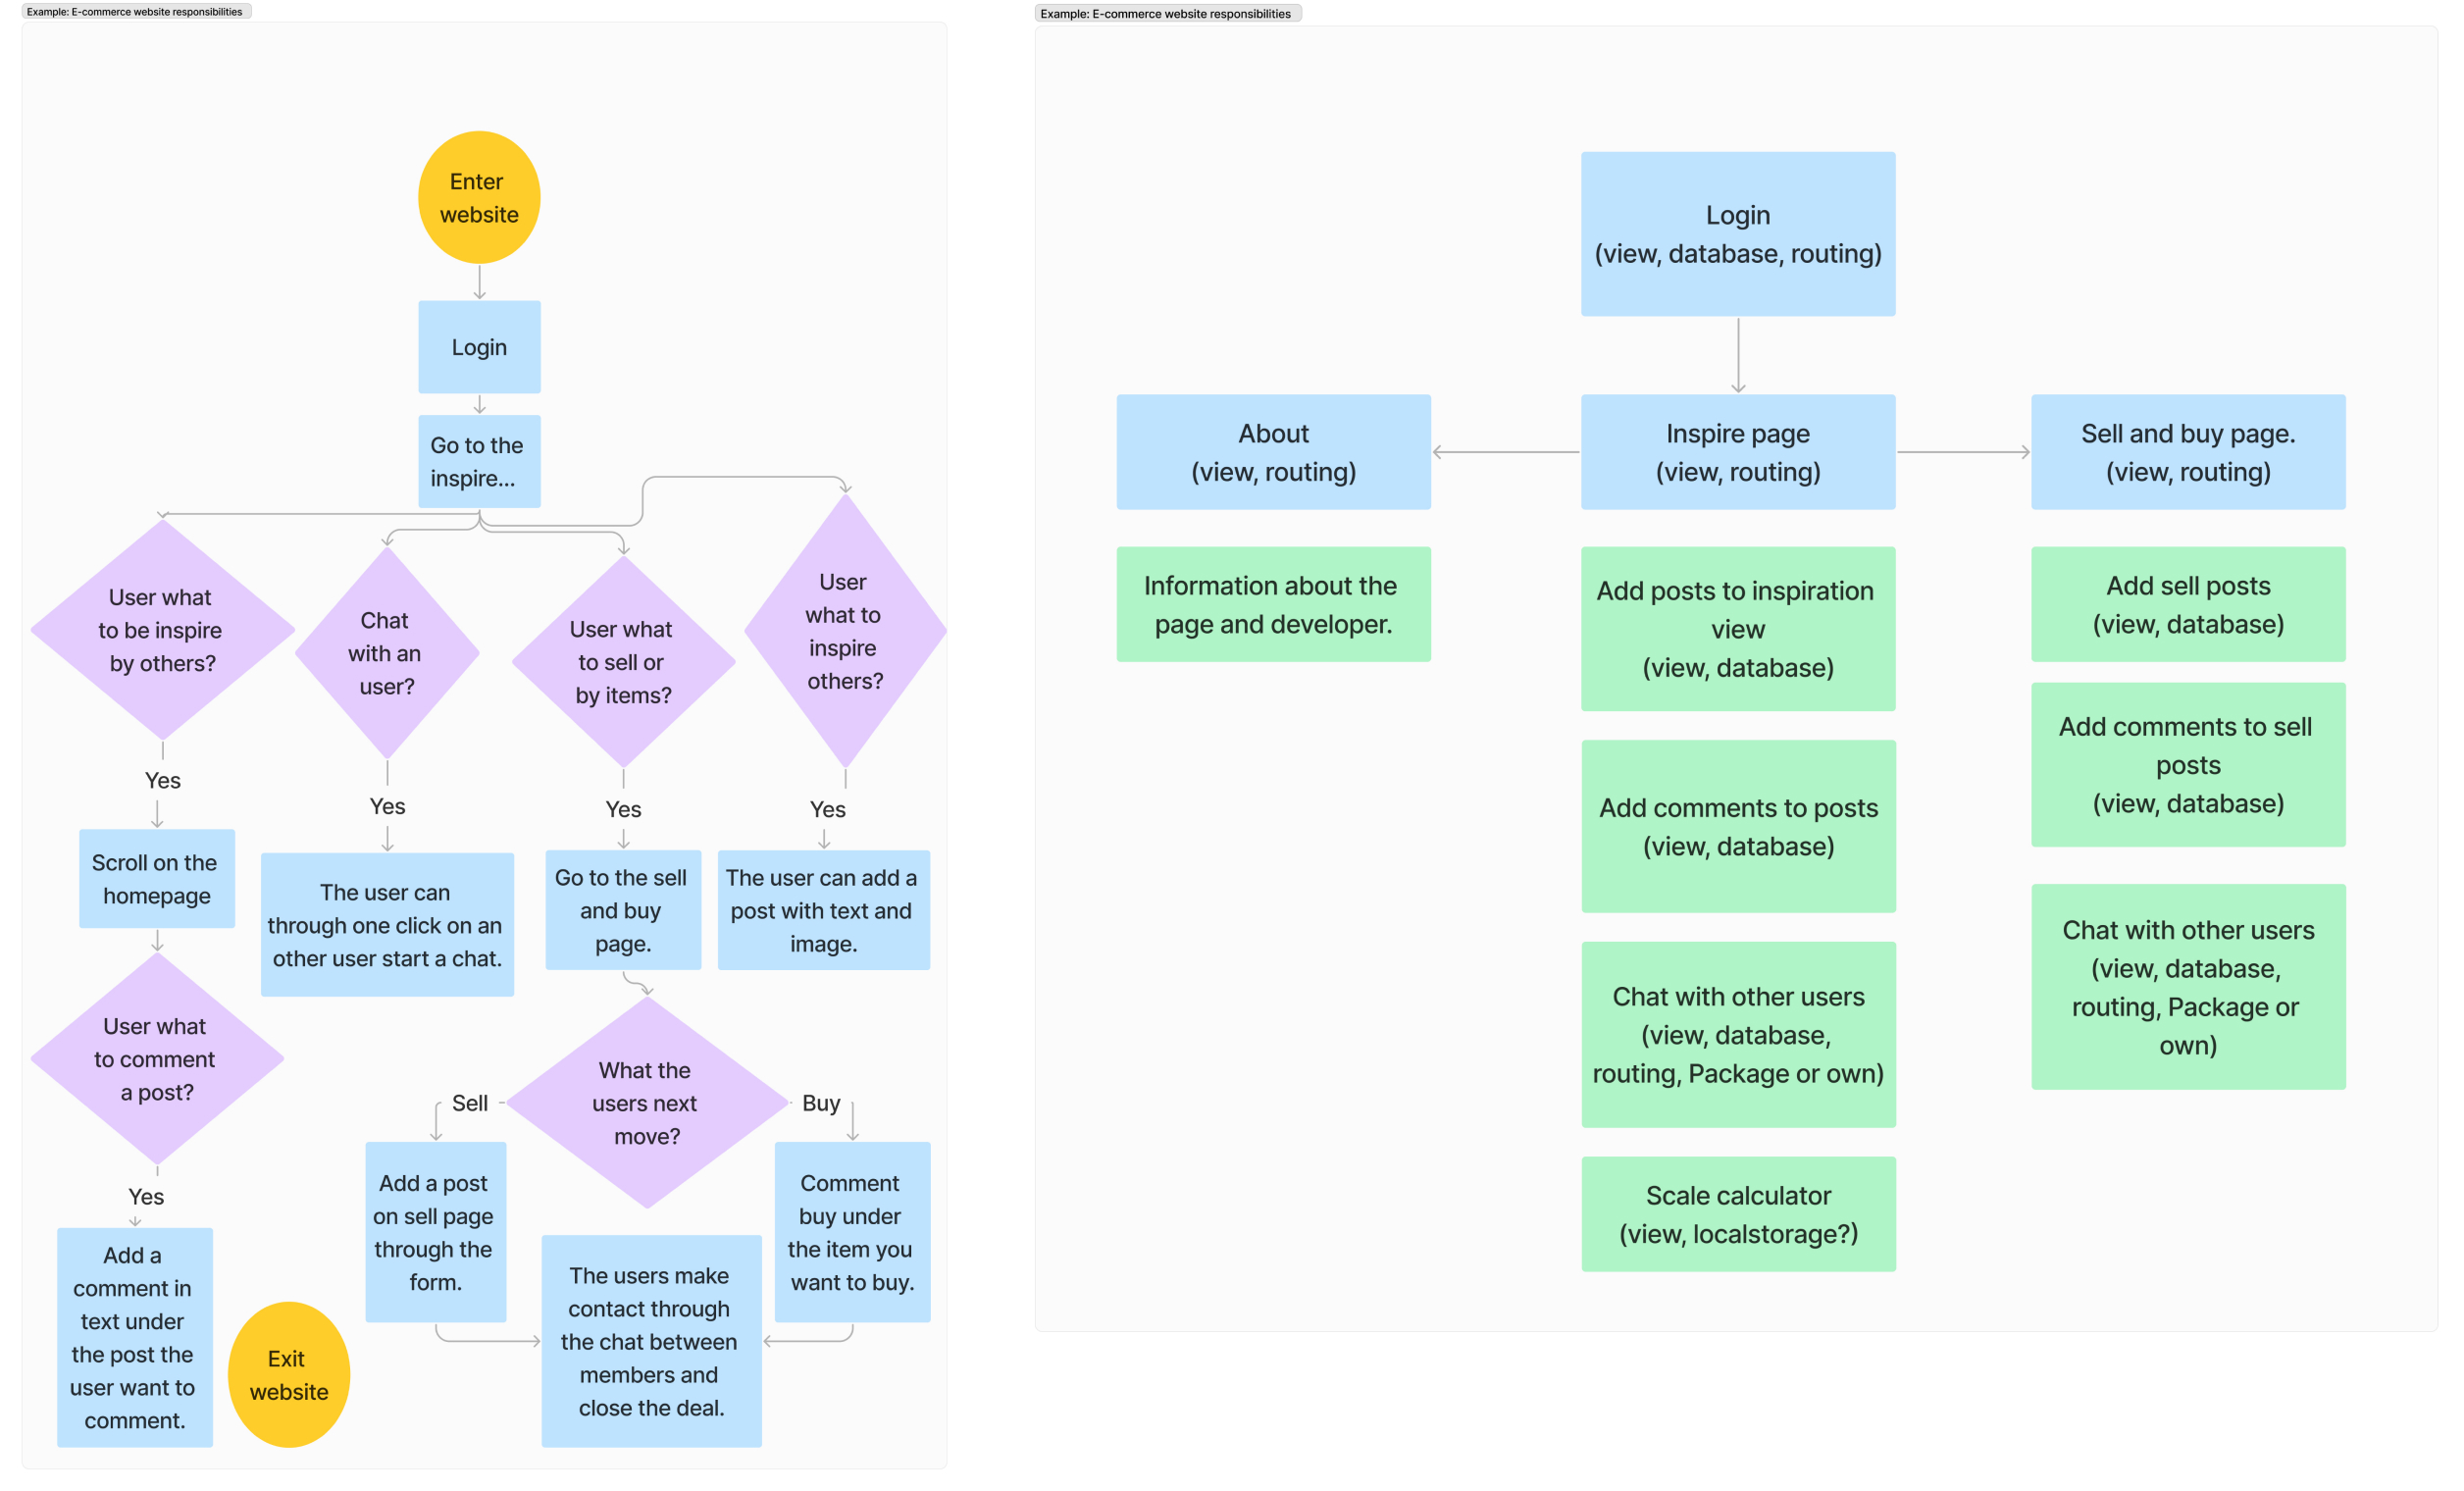 Example: E-commerce website responsibilities
Enter
website
Login
Go to the
inspire...
User what
to be inspire
by others?
Chat
with an
user?
User what
to sell or
by items?
User
what to
inspire
others?
Yes
Yes
Yes
Yes
Scroll on the
homepage
The user can
through one click on an
other user start a chat.
Go to the sell
and buy
page.
The user can add a
post with text and
image.
User what
to comment
a post?
What the
users next
move?
Sell
Buy
Yes
Add a
comment in
text under
the post the
user want to
comment.
Exit
website
Add a post
on sell page
through the
form.
The users make
contact through
the chat between
members and
close the deal.
Comment
buy under
the item you
want to buy.
Example: E-commerce website responsibilities
Login
(view, database, routing)
About
(view, routing)
Inspire page
(view, routing)
Sell and buy page.
(view, routing)
Information about the
page and developer.
Add posts to inspiration
view
(view, database)
Add comments to posts
(view, database)
Chat with other users
(view, database,
routing, Package or own)
Scale calculator
(view, localstorage?)
Add sell posts
(view, database)
Add comments to sell
posts
(view, database)
Chat with other users
(view, database,
routing, Package or
own)